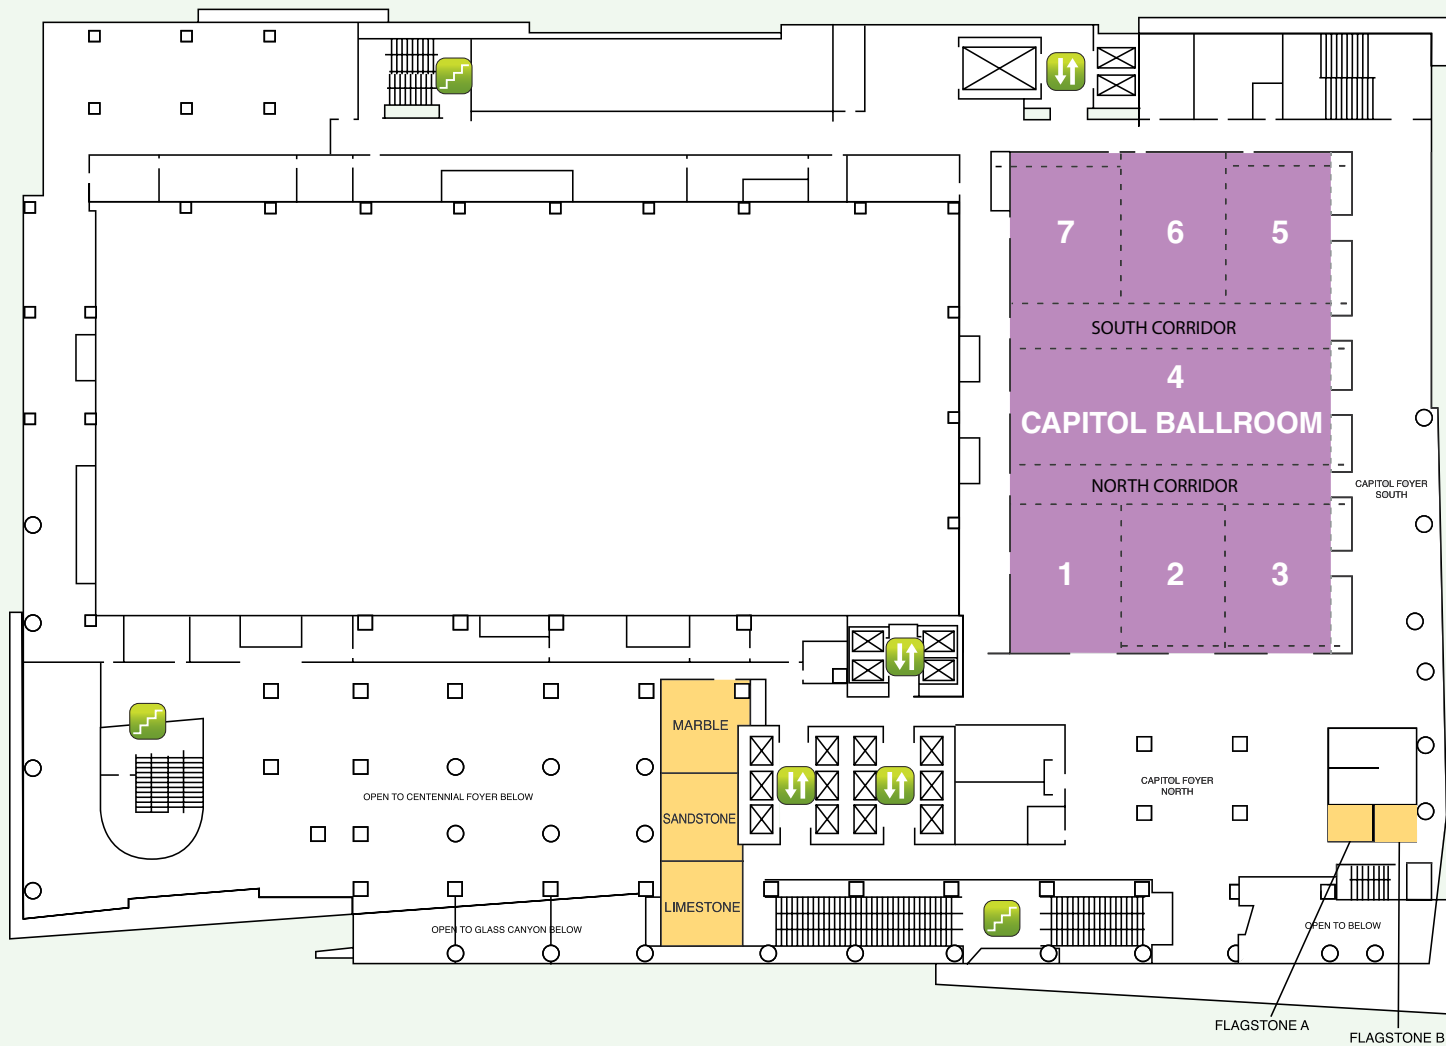 7
6
5
SOUTH CORRIDOR
4
CAPITOL BALLROOM
NORTH CORRIDOR
CAPITOL FOYER
SOUTH
1
2
3
MARBLE
SANDSTONE
LIMESTONE
OPEN TO CENTENNIAL FOYER BELOW
OPEN TO GLASS CANYON BELOW
CAPITOL FOYER
NORTH
OPEN TO BELOW
FLAGSTONE A
FLAGSTONE B